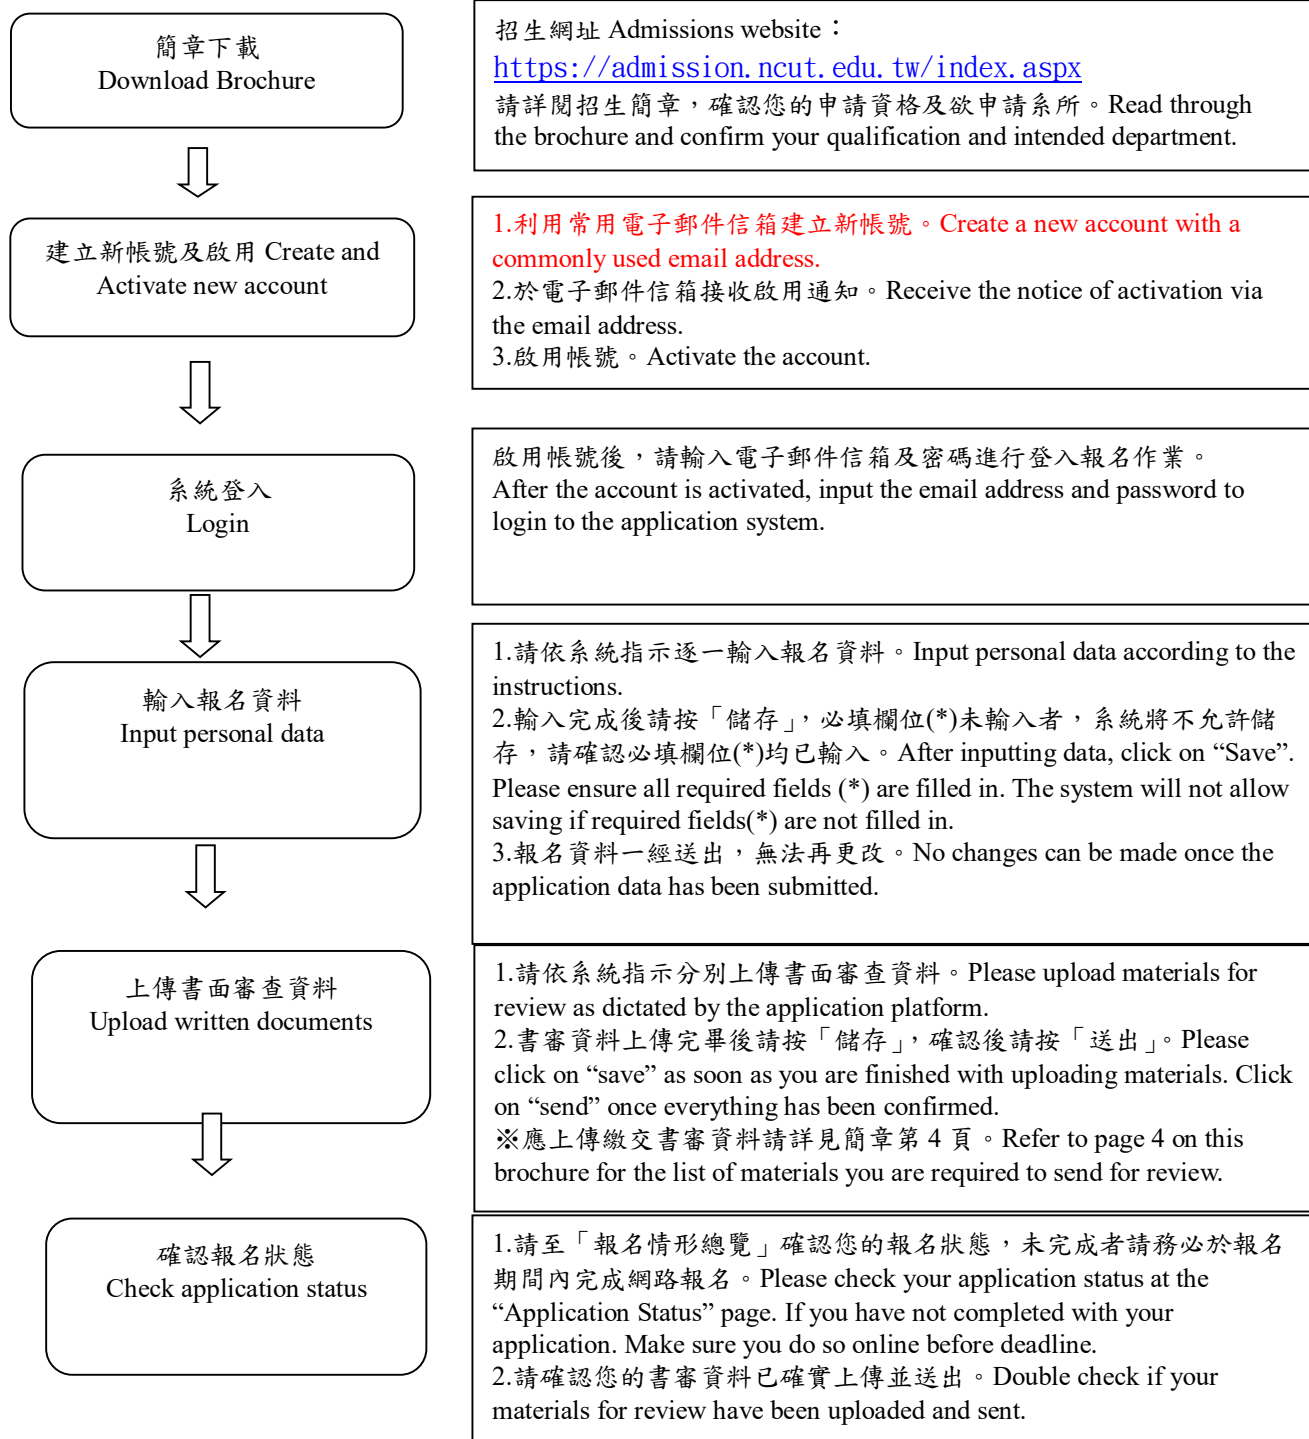 簡章下載
Download Brochure
招生網址 Admissions website：
https://admission.ncut.edu.tw/index.aspx
請詳閱招生簡章，確認您的申請資格及欲申請系所。Read through
the brochure and confirm your qualification and intended department.
建立新帳號及啟用 Create and
Activate new account
1.利用常用電子郵件信箱建立新帳號。Create a new account with a
commonly used email address.
2.於電子郵件信箱接收啟用通知。Receive the notice of activation via
the email address.
3.啟用帳號。Activate the account.
系統登入
Login
啟用帳號後，請輸入電子郵件信箱及密碼進行登入報名作業。
After the account is activated, input the email address and password to
login to the application system.
輸入報名資料
Input personal data
1.請依系統指示逐一輸入報名資料。Input personal data according to the
instructions.
2.輸入完成後請按「儲存」，必填欄位(*)未輸入者，系統將不允許儲
存，請確認必填欄位(*)均已輸入。After inputting data, click on “Save”.
Please ensure all required fields (*) are filled in. The system will not allow
saving if required fields(*) are not filled in.
3.報名資料一經送出，無法再更改。No changes can be made once the
application data has been submitted.
上傳書面審查資料
Upload written documents
1.請依系統指示分別上傳書面審查資料。Please upload materials for
review as dictated by the application platform.
2.書審資料上傳完畢後請按「儲存」，確認後請按「送出」。Please
click on “save” as soon as you are finished with uploading materials. Click
on “send” once everything has been confirmed.
※應上傳繳交書審資料請詳見簡章第 4 頁。Refer to page 4 on this
brochure for the list of materials you are required to send for review.
確認報名狀態
Check application status
1.請至「報名情形總覽」確認您的報名狀態，未完成者請務必於報名
期間內完成網路報名。Please check your application status at the
“Application Status” page. If you have not completed with your
application. Make sure you do so online before deadline.
2.請確認您的書審資料已確實上傳並送出。Double check if your
materials for review have been uploaded and sent.